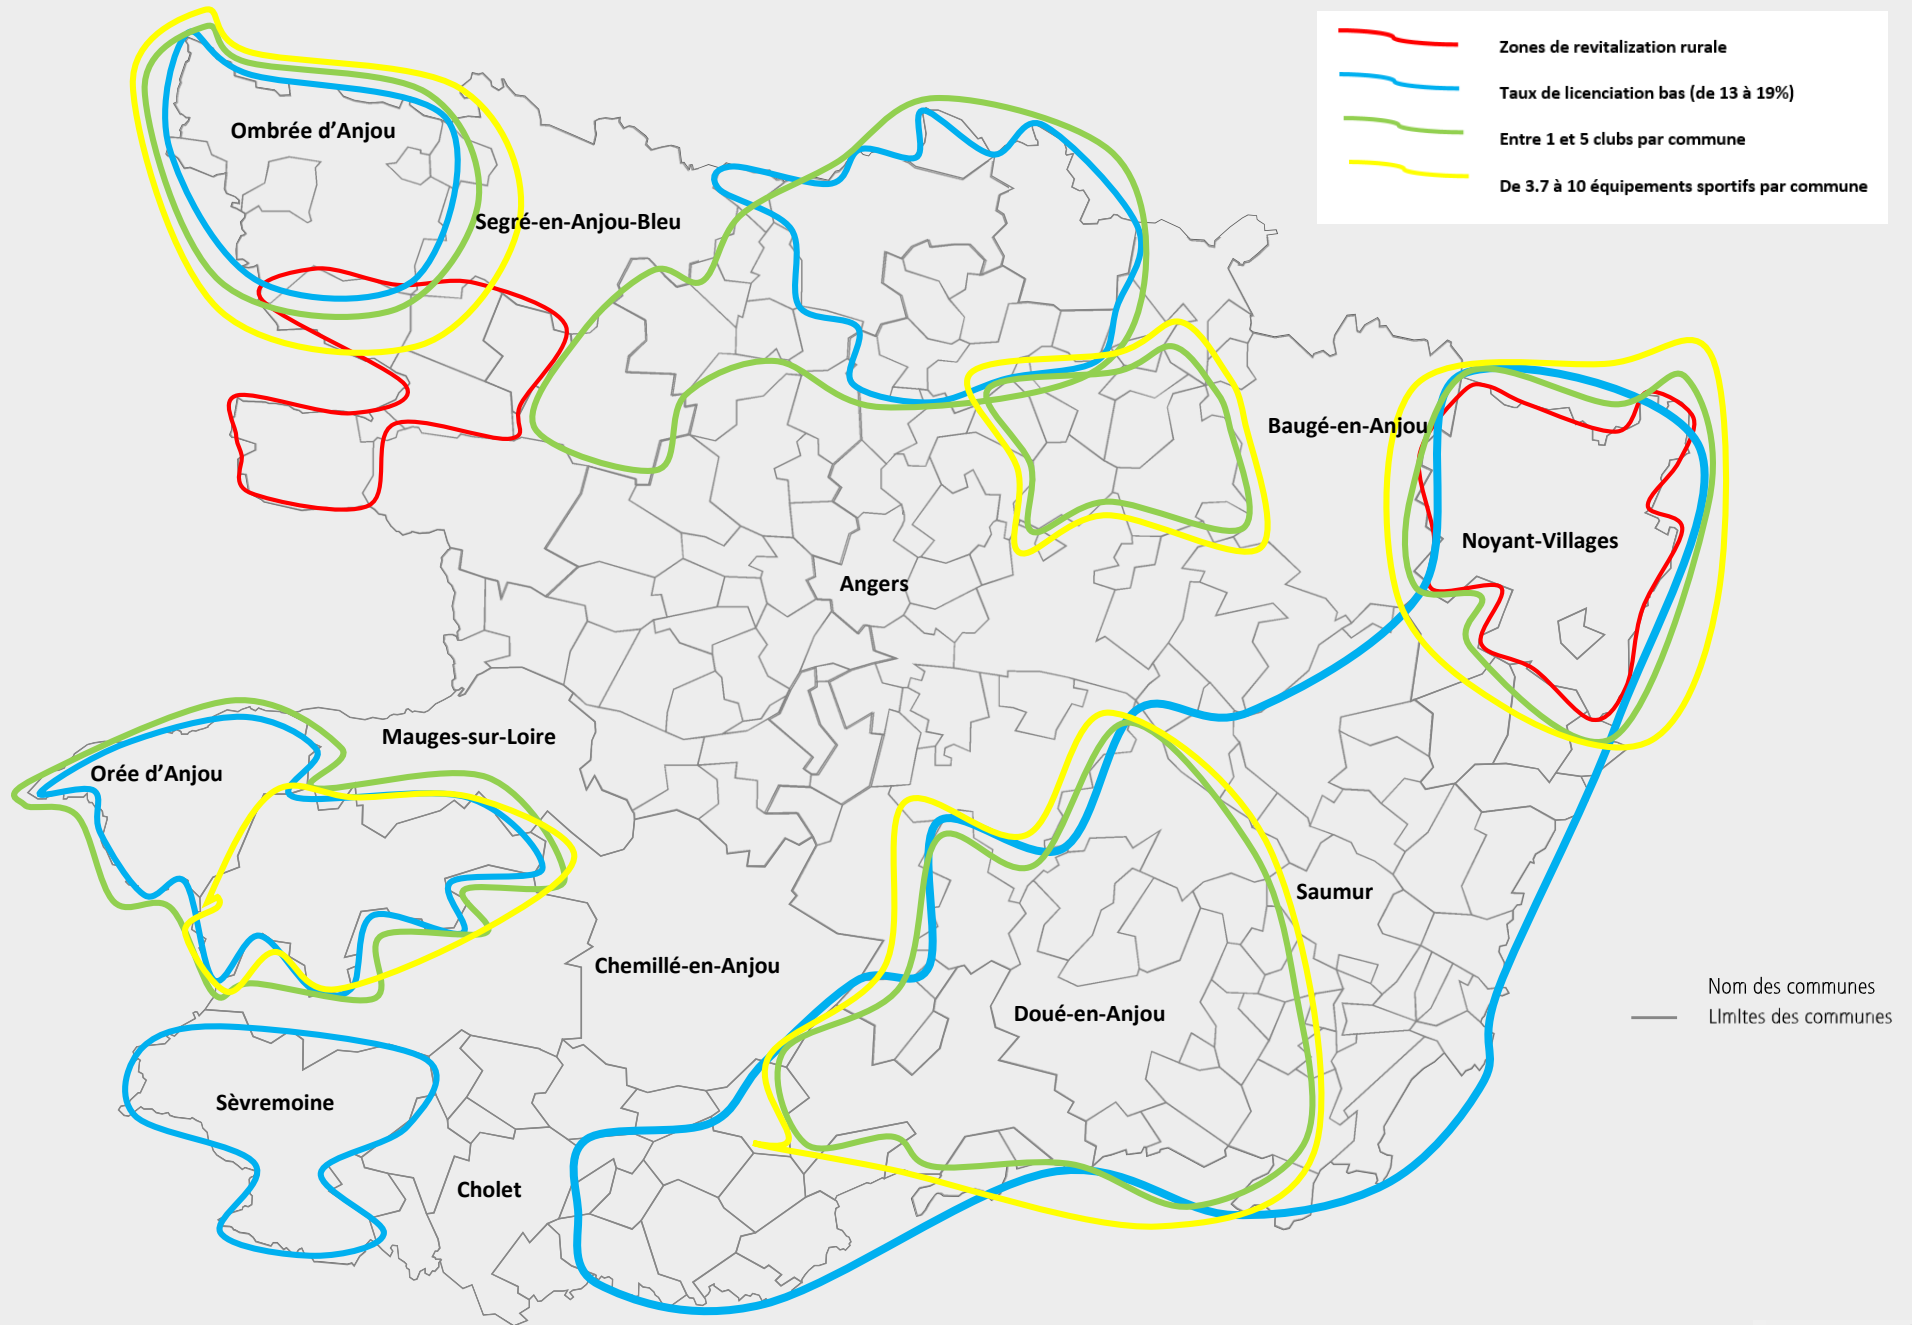 Zones de revitalization rurale
Taux de licenciation bas (de 13 à 19%)
Entre 1 et 5 clubs par commune
De 3.7 à 10 équipements sportifs par commune
Ombrée d’Anjou
Segré-en-Anjou-Bleu
Baugé-en-Anjou
Noyant-Villages
Angers
Mauges-sur-Loire
Orée d’Anjou
Saumur
Chemillé-en-Anjou
Doué-en-Anjou
Nom des communes
Limites des communes
Sèvremoine
Cholet